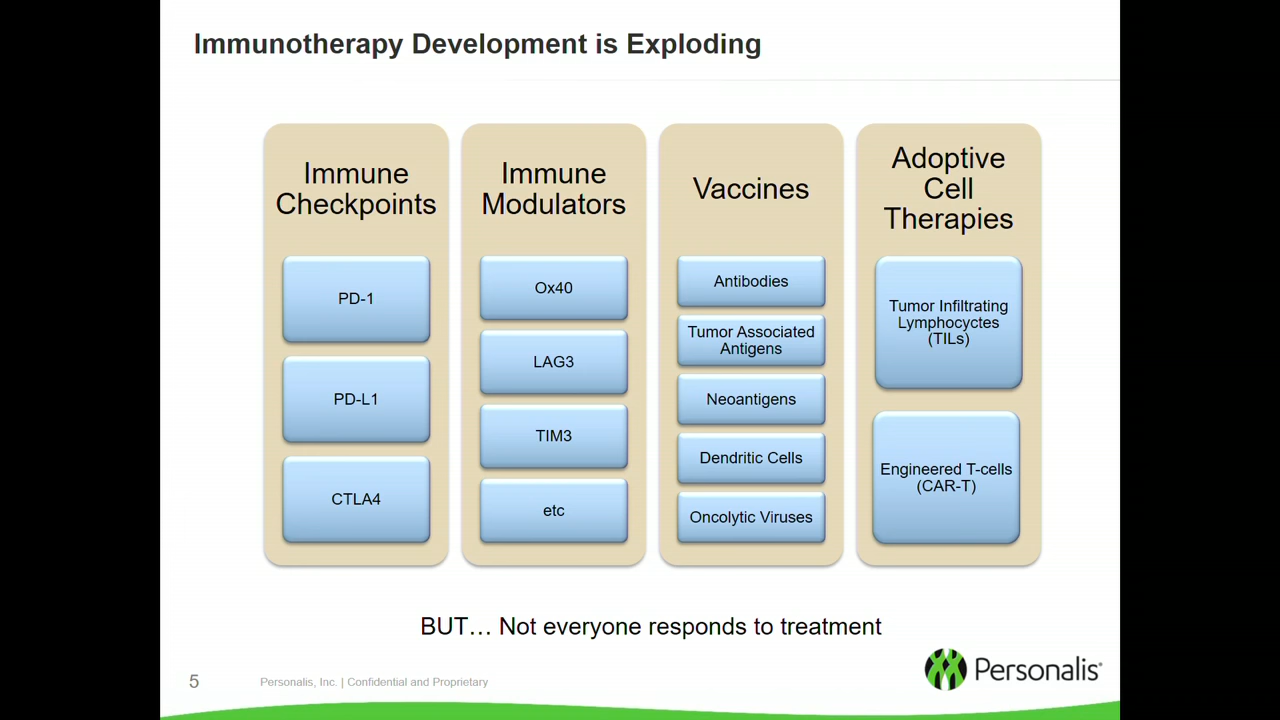 Immunotherapy Development is Exploding
Immune
Checkpoints
PD-1
PD-L1
CTLA4
Immune
Modulators
Ox40
LAG3
TIM3
etc
Vaccines
Antibodies
Tumor Associated
Antigens
Neoantigens
Dendritic Cells
Oncolytic Viruses
Adoptive
Cell
Therapies
Tumor Infiltrating
Lymphocyctes
(TILs)
Engineered T-cells
(CAR-T)
BUT… Not everyone responds to treatment
5
Personalis, Inc. | Confidential and Proprietary
Personalis